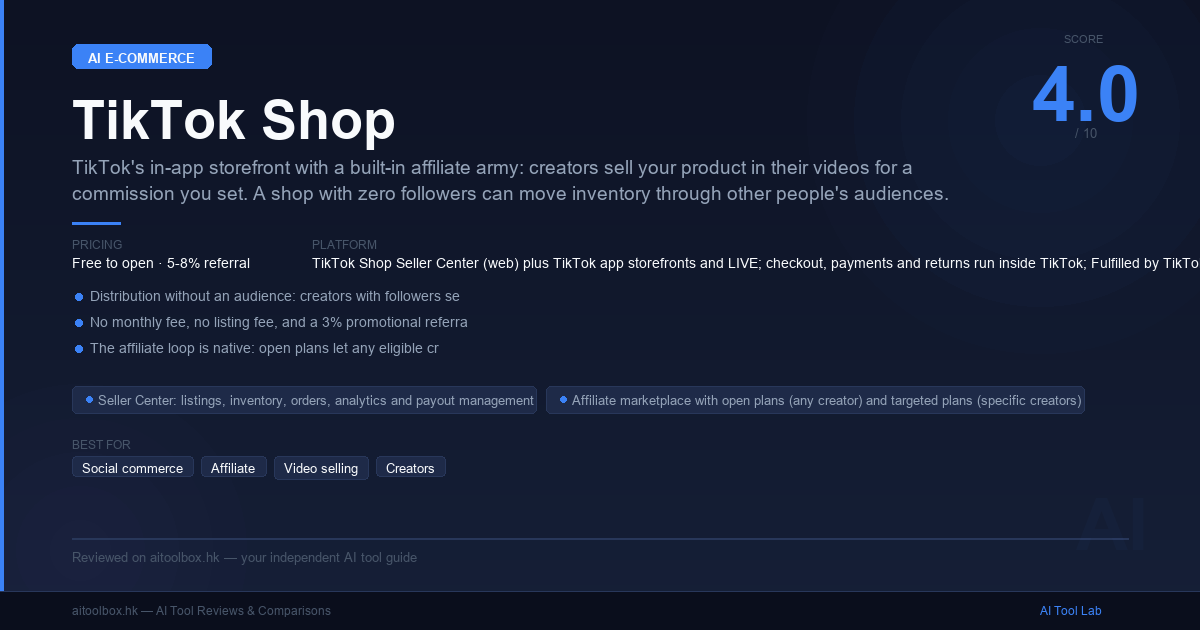 AI E-COMMERCE
SCORE
4.0
/ 10
TikTok Shop
TikTok's in-app storefront with a built-in affiliate army: creators sell your product in their videos for a
commission you set. A shop with zero followers can move inventory through other people's audiences.
PRICING
Free to open · 5-8% referral
PLATFORM
TikTok Shop Seller Center (web) plus TikTok app storefronts and LIVE; checkout, payments and returns run inside TikTok; Fulfilled by TikTo
Distribution without an audience: creators with followers se
No monthly fee, no listing fee, and a 3% promotional referra
The affiliate loop is native: open plans let any eligible cr
Seller Center: listings, inventory, orders, analytics and payout management
Affiliate marketplace with open plans (any creator) and targeted plans (specific creators)
BEST FOR
Social commerce
Affiliate
Video selling
Creators
AI
Reviewed on aitoolbox.hk — your independent AI tool guide
aitoolbox.hk — AI Tool Reviews & Comparisons
AI Tool Lab